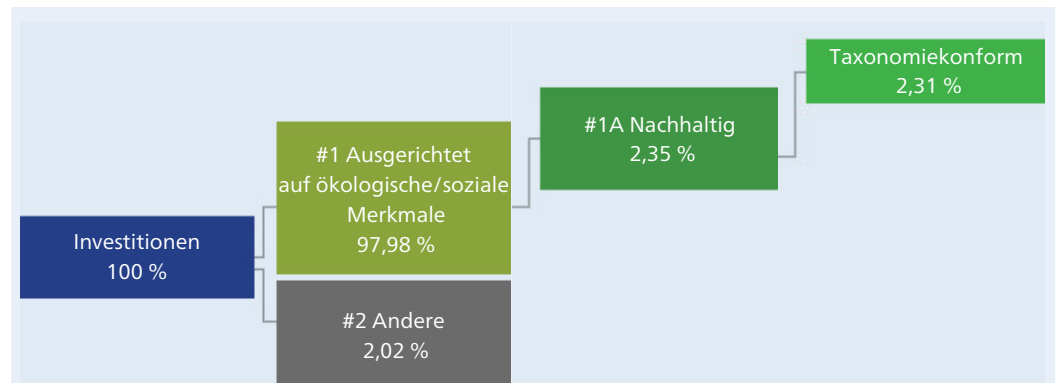 Investitionen
100 %
#1 Ausgerichtet
auf ökologische/soziale
Merkmale
97,98 %
#2 Andere
2,02 %
#1A Nachhaltig
2,35 %
Taxonomiekonform
2,31 %